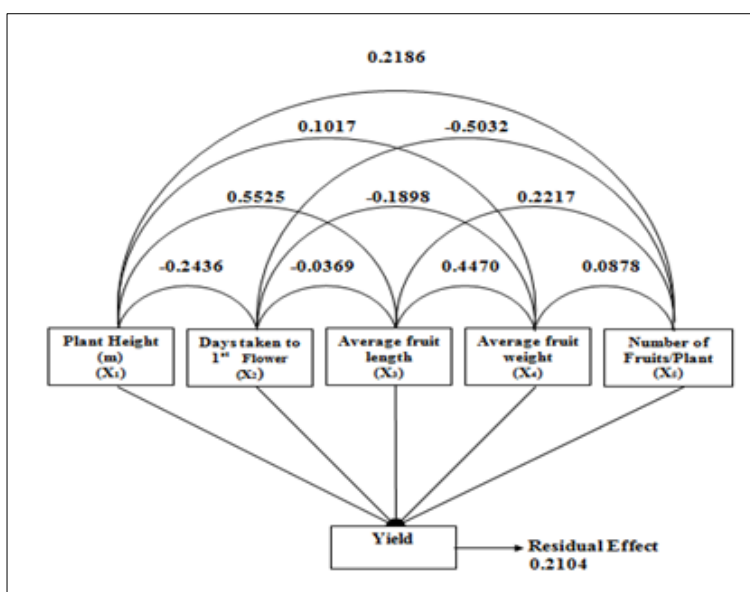 0.2186
0.1017 -0.5032
0.5525 -0.1898 0.2217
-0.2436 -0.0369 0.4470 0.0878
Plant Height
(m)
(X₁)
Days taken to
1ˢᵗ Flower
(X₂)
Average fruit
length
(X₃)
Average fruit
weight
(X₄)
Number of
Fruits/Plant
(X₅)
Yield
Residual Effect
0.2104